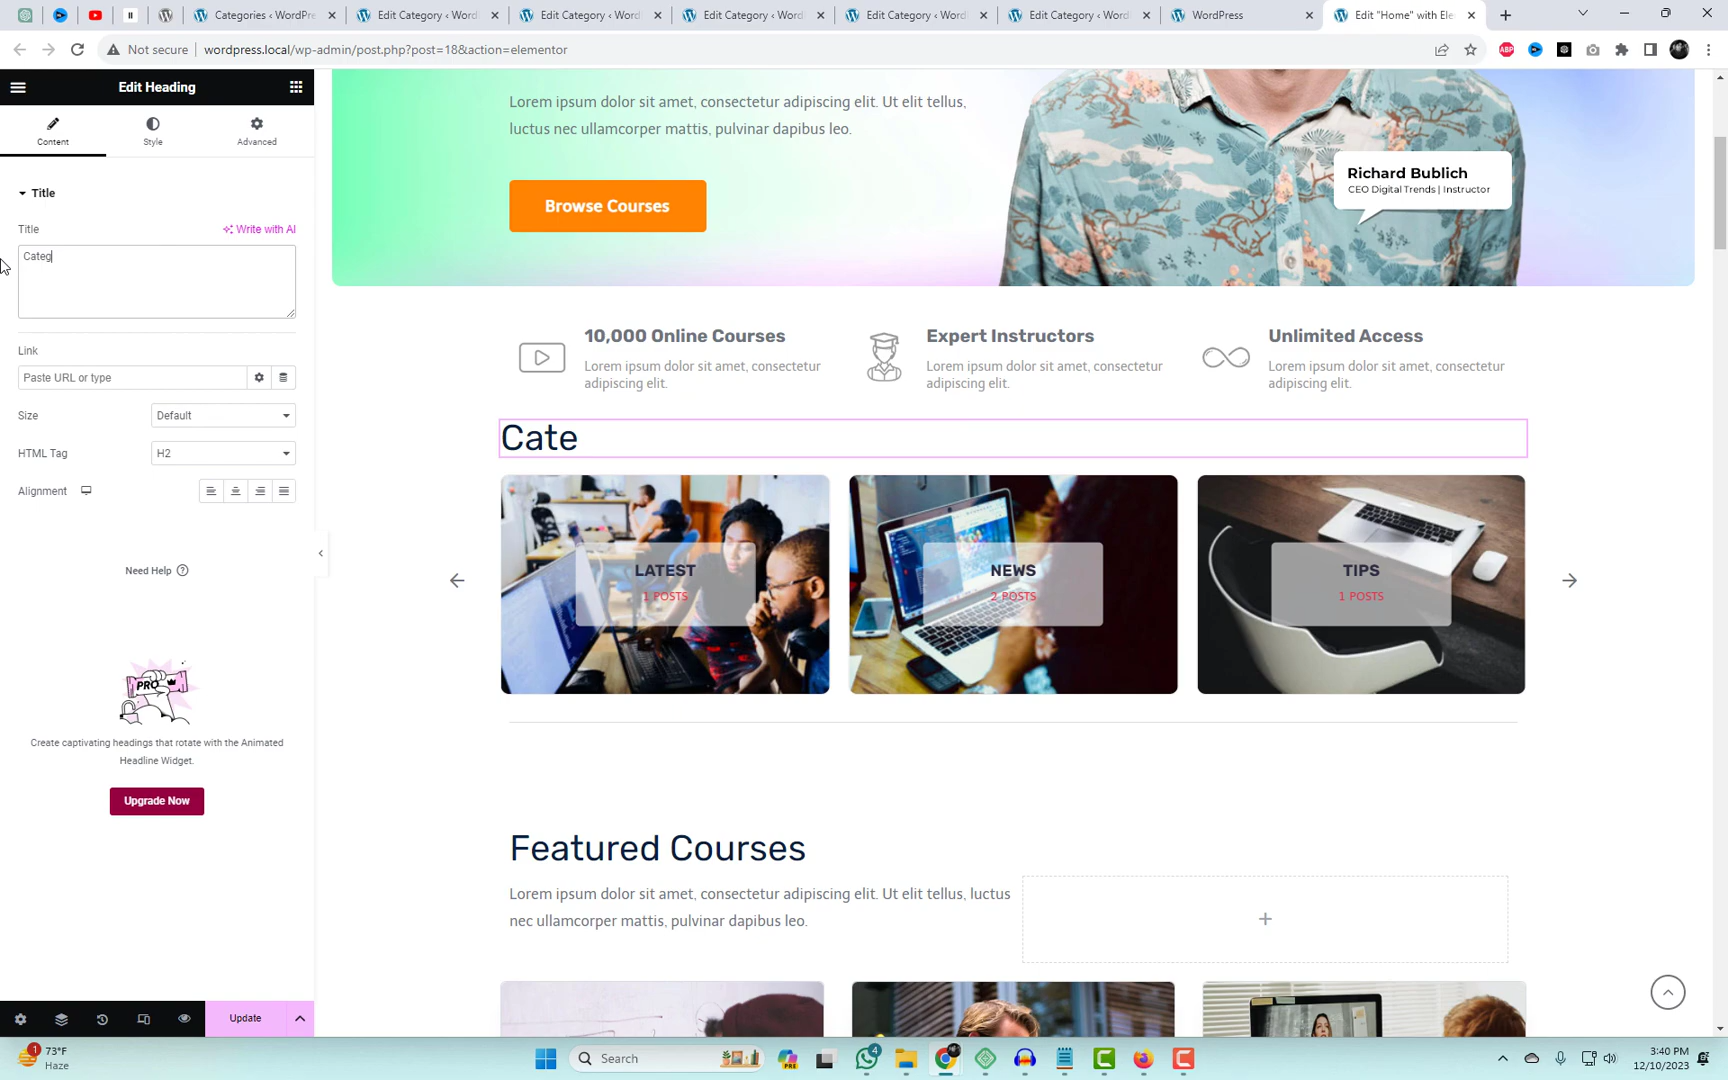 Categories ‹ WordPre
Edit Category ‹ Word
Edit Category ‹ Word
Edit Category ‹ Word
Edit Category ‹ Word
Edit Category ‹ Word
WordPress
Edit "Home" with Ele
Not secure
wordpress.local/wp-admin/post.php?post=18&action=elementor
ABP
Edit Heading
Content
Style
Advanced
Title
Title
Write with AI
Categ
Link
Paste URL or type
Size
Default
HTML Tag
H2
Alignment
Need Help
PRO
Create captivating headings that rotate with the Animated
Headline Widget.
Upgrade Now
Update
Lorem ipsum dolor sit amet, consectetur adipiscing elit. Ut elit tellus,
luctus nec ullamcorper mattis, pulvinar dapibus leo.
Browse Courses
Richard Bublich
CEO Digital Trends | Instructor
10,000 Online Courses
Lorem ipsum dolor sit amet, consectetur
adipiscing elit.
Expert Instructors
Lorem ipsum dolor sit amet, consectetur
adipiscing elit.
Unlimited Access
Lorem ipsum dolor sit amet, consectetur
adipiscing elit.
Cate
LATEST
1 POSTS
NEWS
2 POSTS
TIPS
1 POSTS
Featured Courses
Lorem ipsum dolor sit amet, consectetur adipiscing elit. Ut elit tellus, luctus
nec ullamcorper mattis, pulvinar dapibus leo.
1
73°F
Haze
Search
PRE
4
3:40 PM
12/10/2023